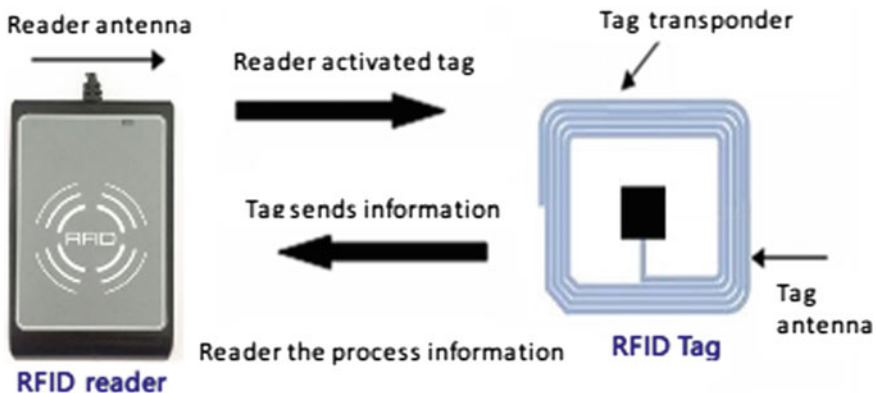 Reader antenna
Tag transponder
Reader activated tag
RFID
Tag sends information
Tag
antenna
Reader the process information
RFID Tag
RFID reader